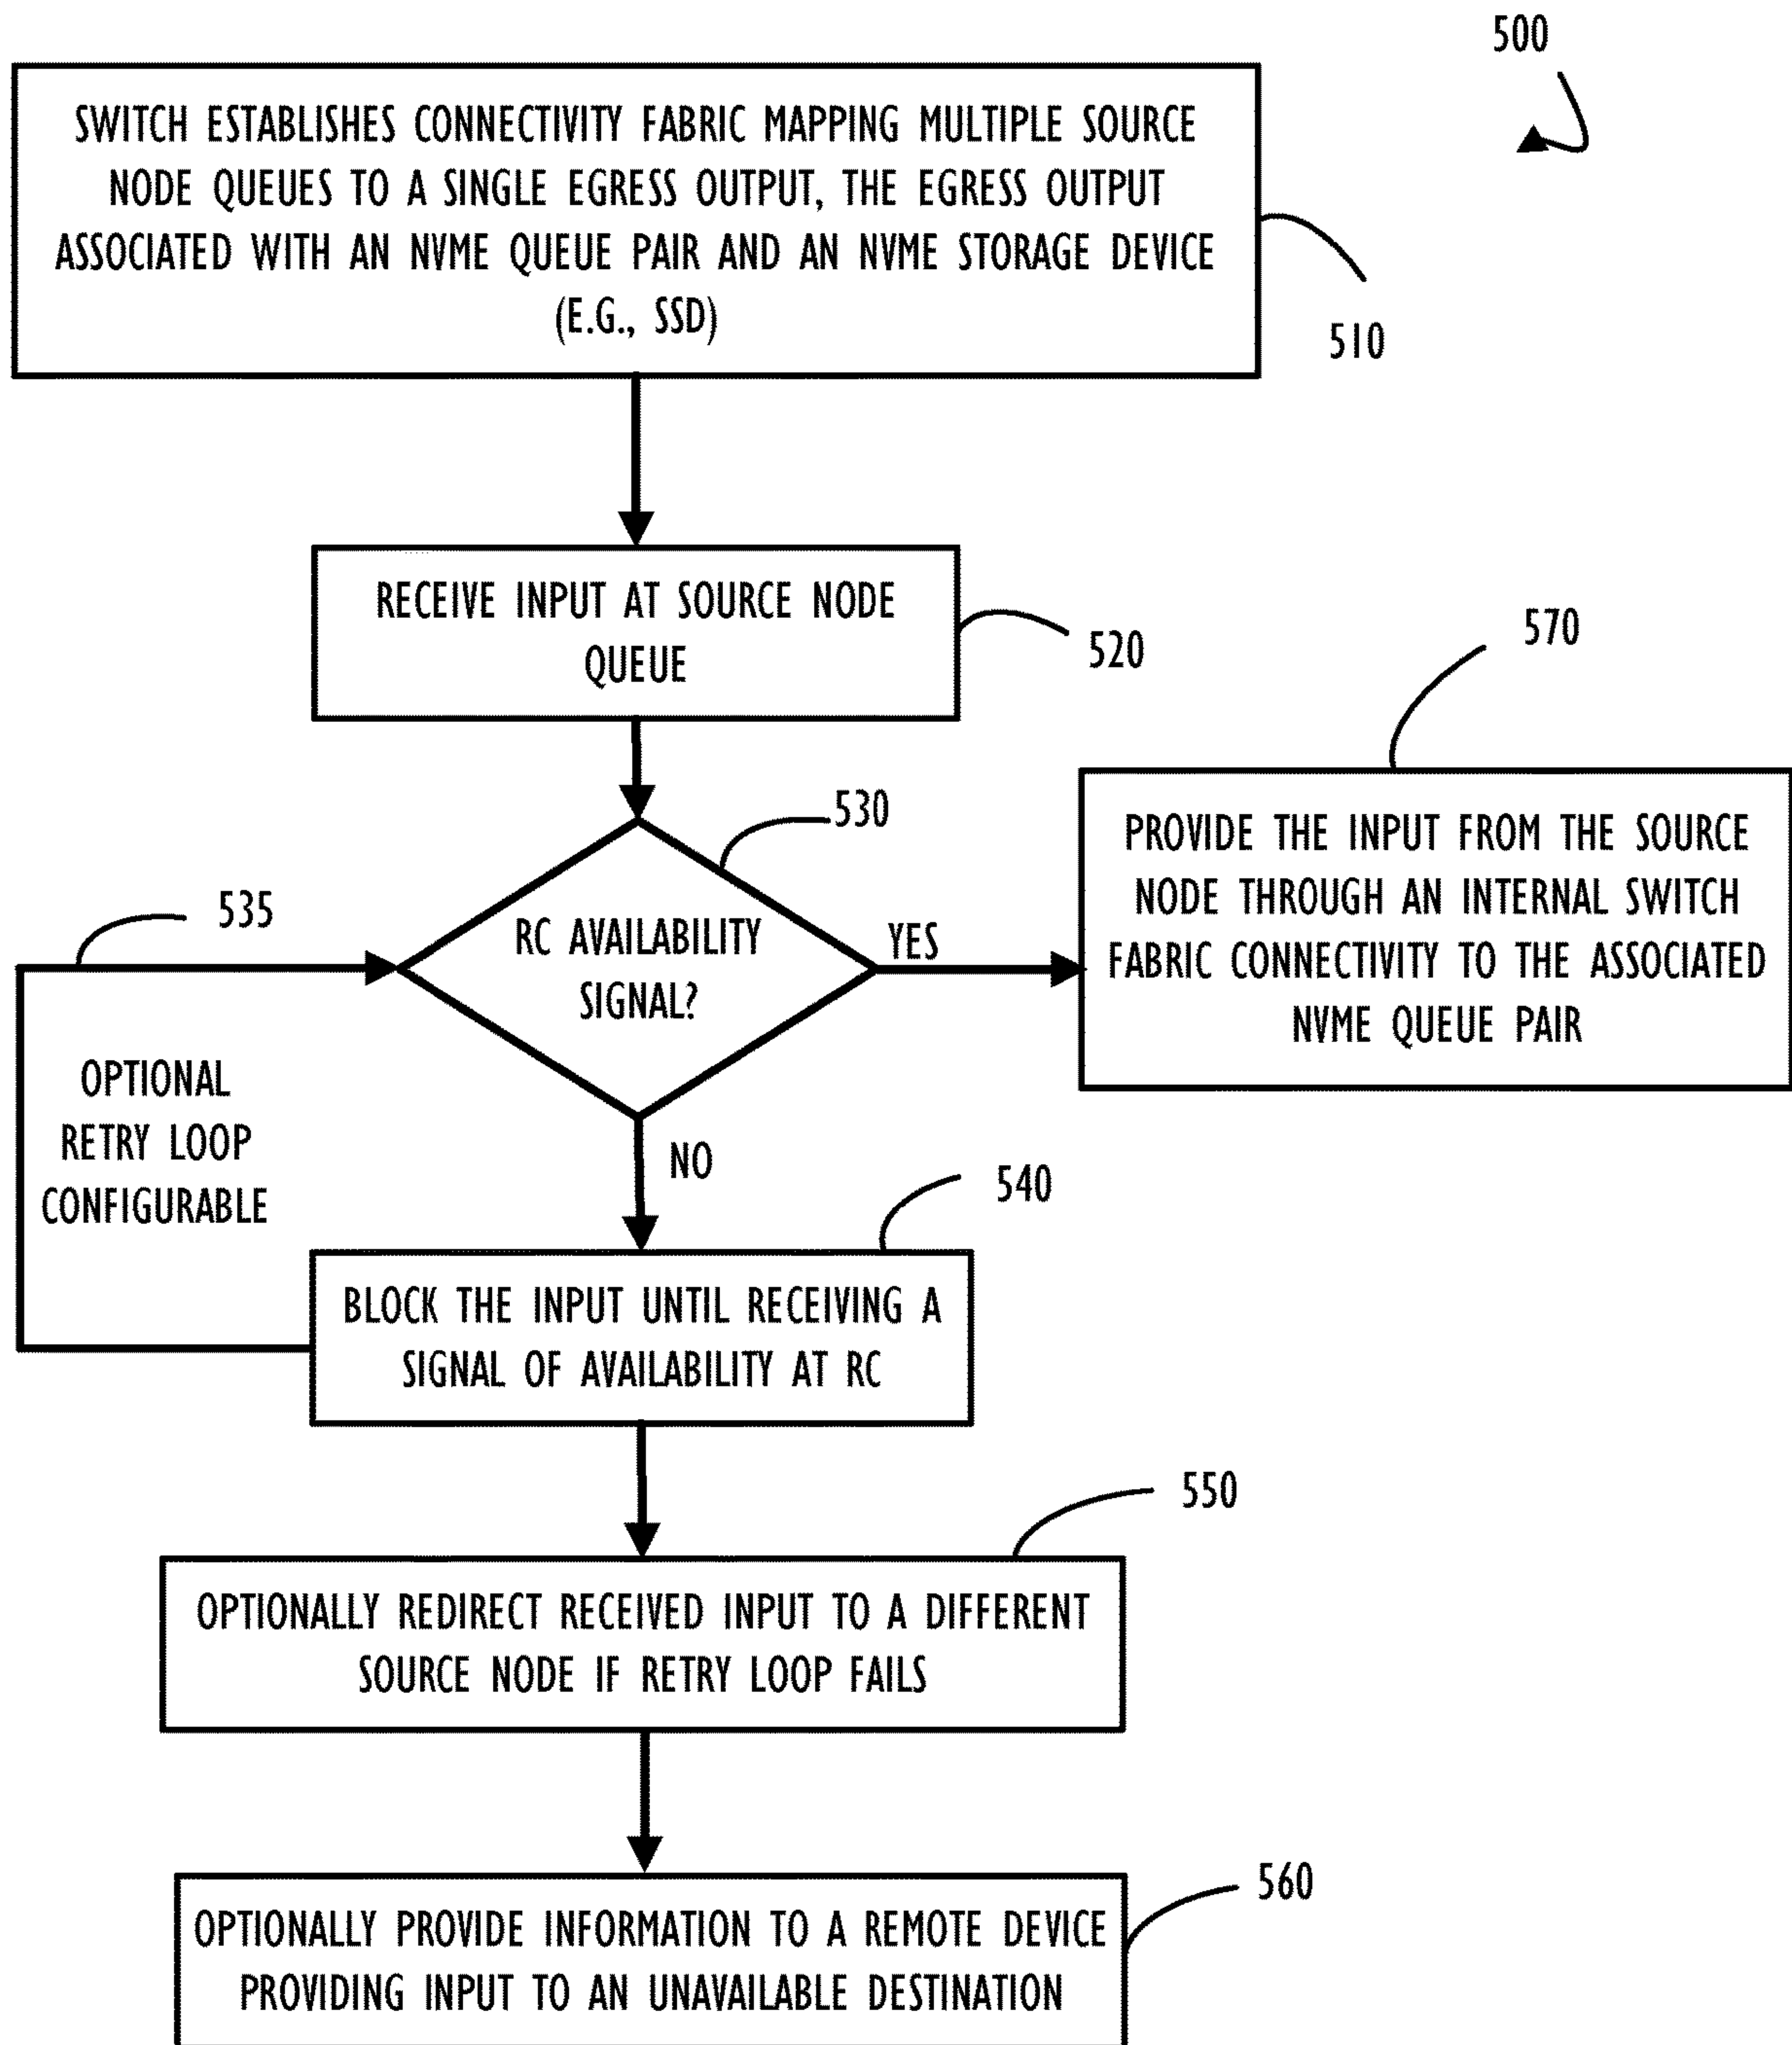 500
SWITCH ESTABLISHES CONNECTIVITY FABRIC MAPPING MULTIPLE SOURCE
NODE QUEUES TO A SINGLE EGRESS OUTPUT, THE EGRESS OUTPUT
ASSOCIATED WITH AN NVME QUEUE PAIR AND AN NVME STORAGE DEVICE
(E.G., SSD)
510
RECEIVE INPUT AT SOURCE NODE
QUEUE
520
570
530
PROVIDE THE INPUT FROM THE SOURCE
NODE THROUGH AN INTERNAL SWITCH
FABRIC CONNECTIVITY TO THE ASSOCIATED
NVME QUEUE PAIR
535
RC AVAILABILITY
SIGNAL?
YES
OPTIONAL
RETRY LOOP
CONFIGURABLE
NO
540
BLOCK THE INPUT UNTIL RECEIVING A
SIGNAL OF AVAILABILITY AT RC
550
OPTIONALLY REDIRECT RECEIVED INPUT TO A DIFFERENT
SOURCE NODE IF RETRY LOOP FAILS
560
OPTIONALLY PROVIDE INFORMATION TO A REMOTE DEVICE
PROVIDING INPUT TO AN UNAVAILABLE DESTINATION